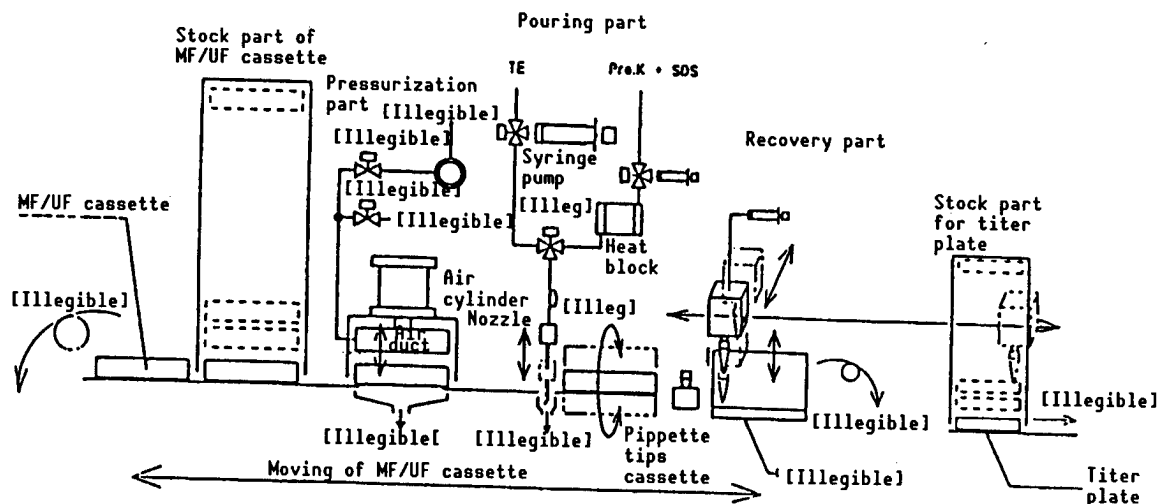 Pouring part
Stock part of
MF/UF cassette
TE
Pro.K + SDS
Pressurization
part
[Illegible]
[Illegible]
Syringe
pump
[Illegible]
[Illeg]
[Illegible]
Heat
block
Recovery part
Stock part
for titer
plate
MF/UF cassette
[Illegible]
Air
cylinder
Nozzle
[Illeg)
Air
duct
[Illegible[
[Illegible]
Pippette
tips
cassette
[Illegible]
[Illegible]
[Illegible]
Moving of MF/UF cassette
Titer
plate